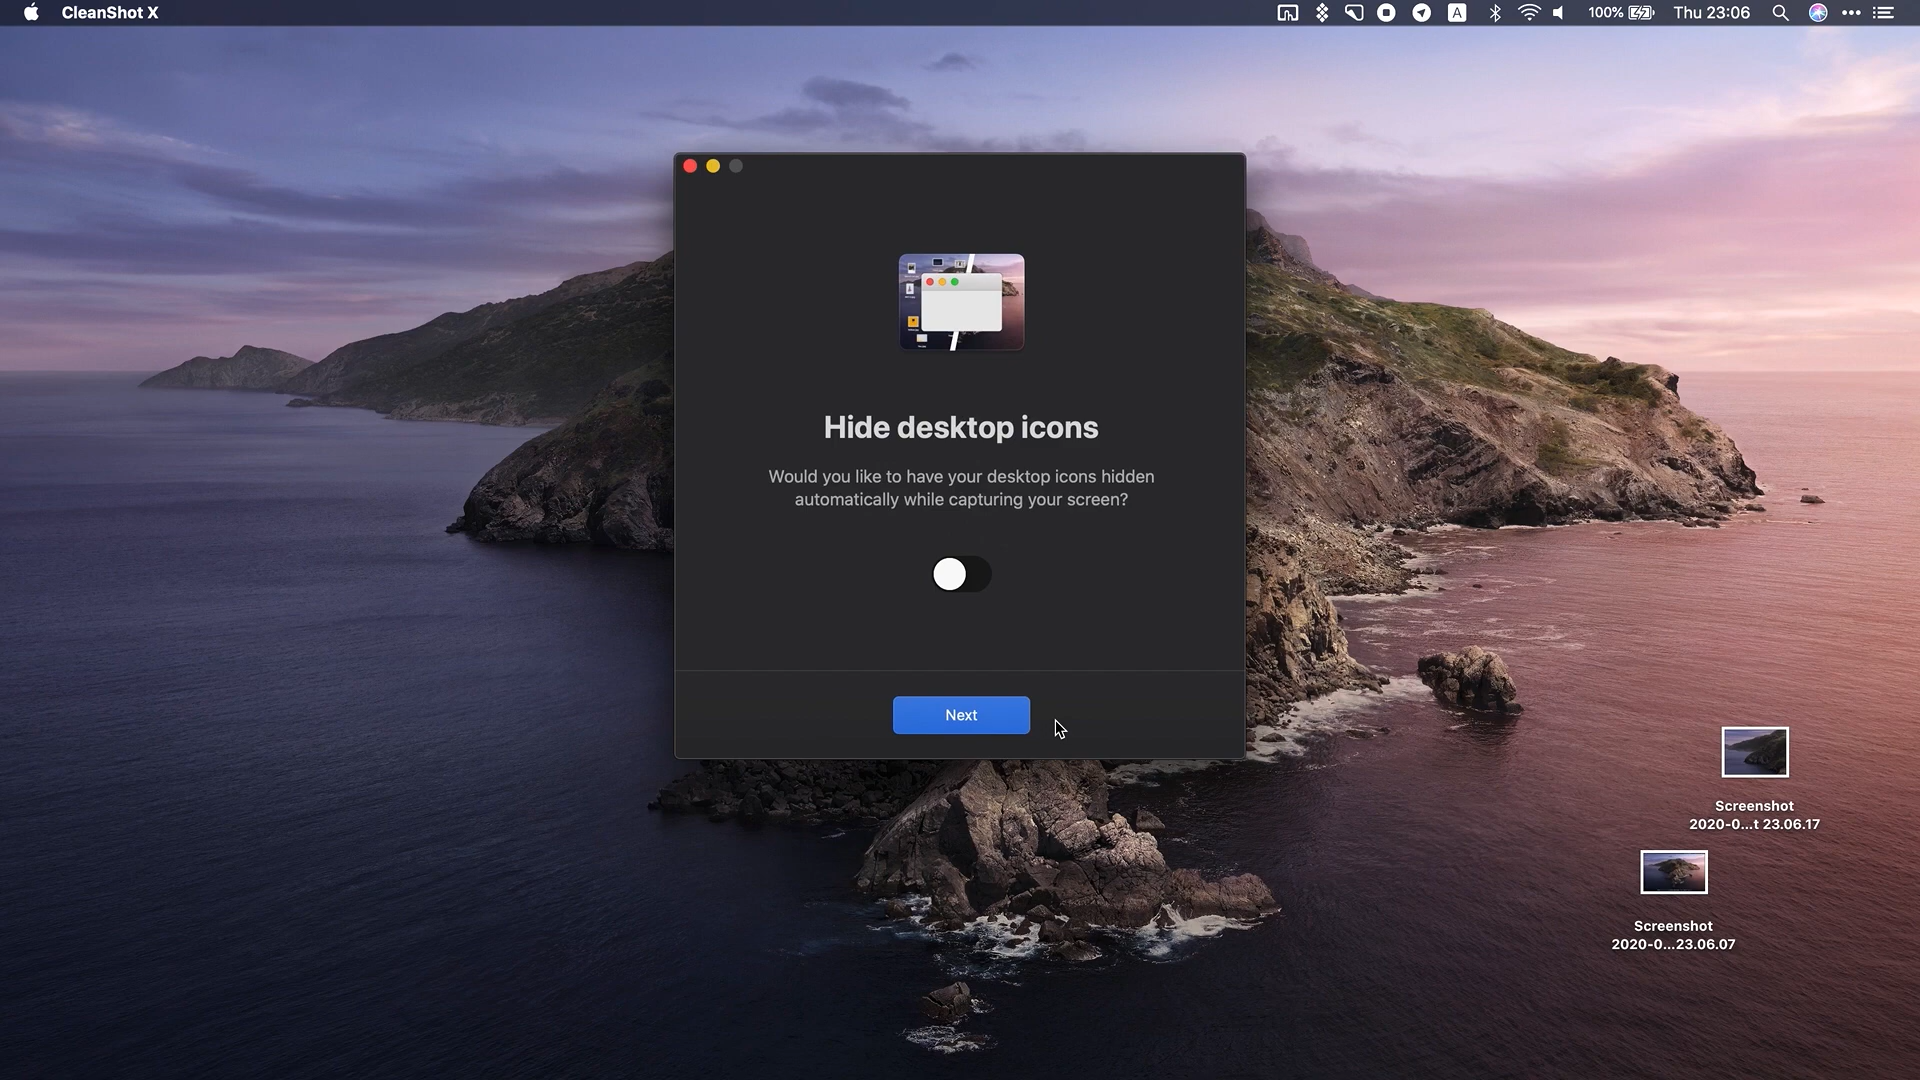 CleanShot X
A
100%
Thu 23:06
Hide desktop icons
Would you like to have your desktop icons hidden
automatically while capturing your screen?
Next
Screenshot
2020-0...t 23.06.17
Screenshot
2020-0...23.06.07